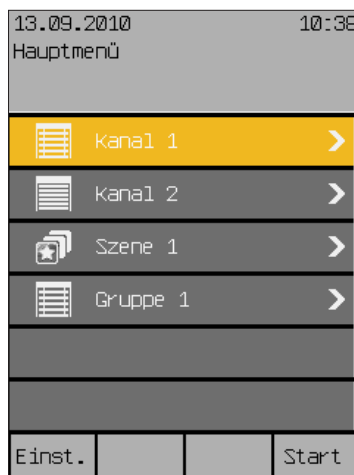 13.09.2010 10:38
Hauptmenü
Kanal 1
Kanal 2
Szene 1
Gruppe 1
Einst. Start